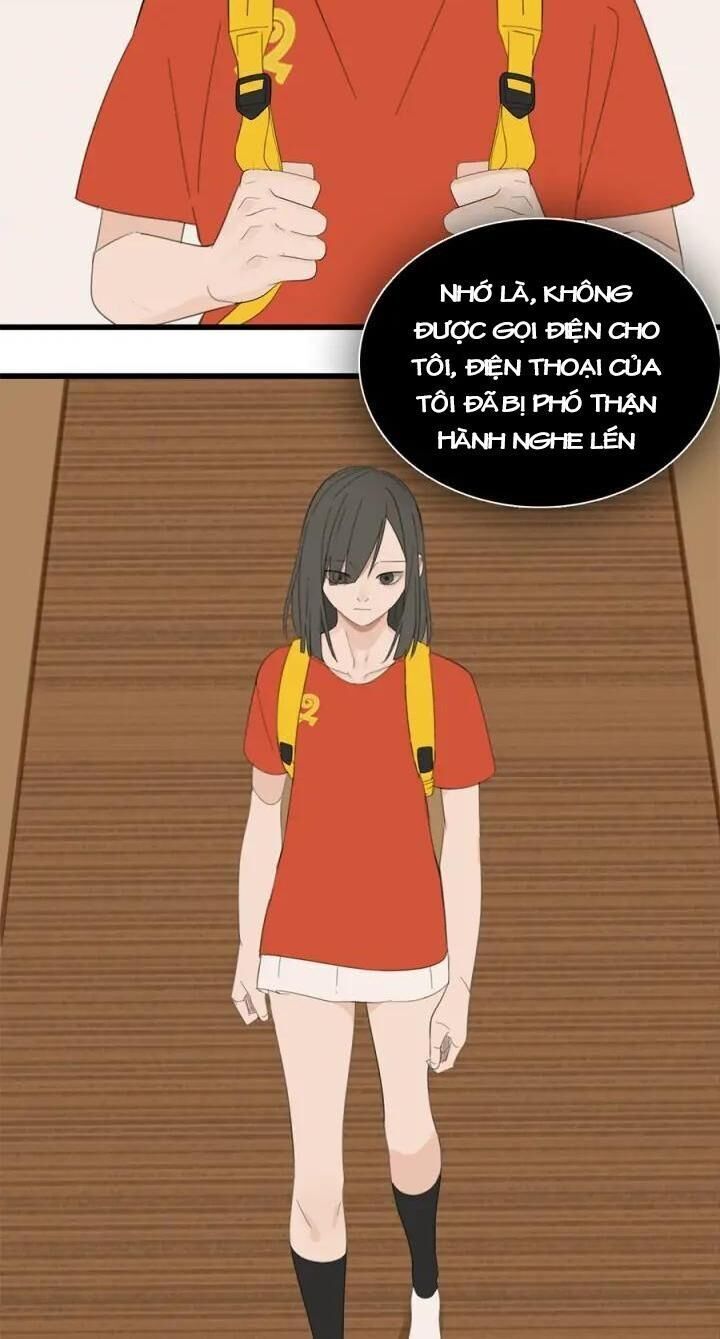 NHỚ LÀ, KHÔNG
ĐƯỢC GỌI ĐIỆN CHO
TÔI, ĐIỆN THOẠI CỦA
TÔI ĐÃ BỊ PHÓ THẬN
HÀNH NGHE LÉN